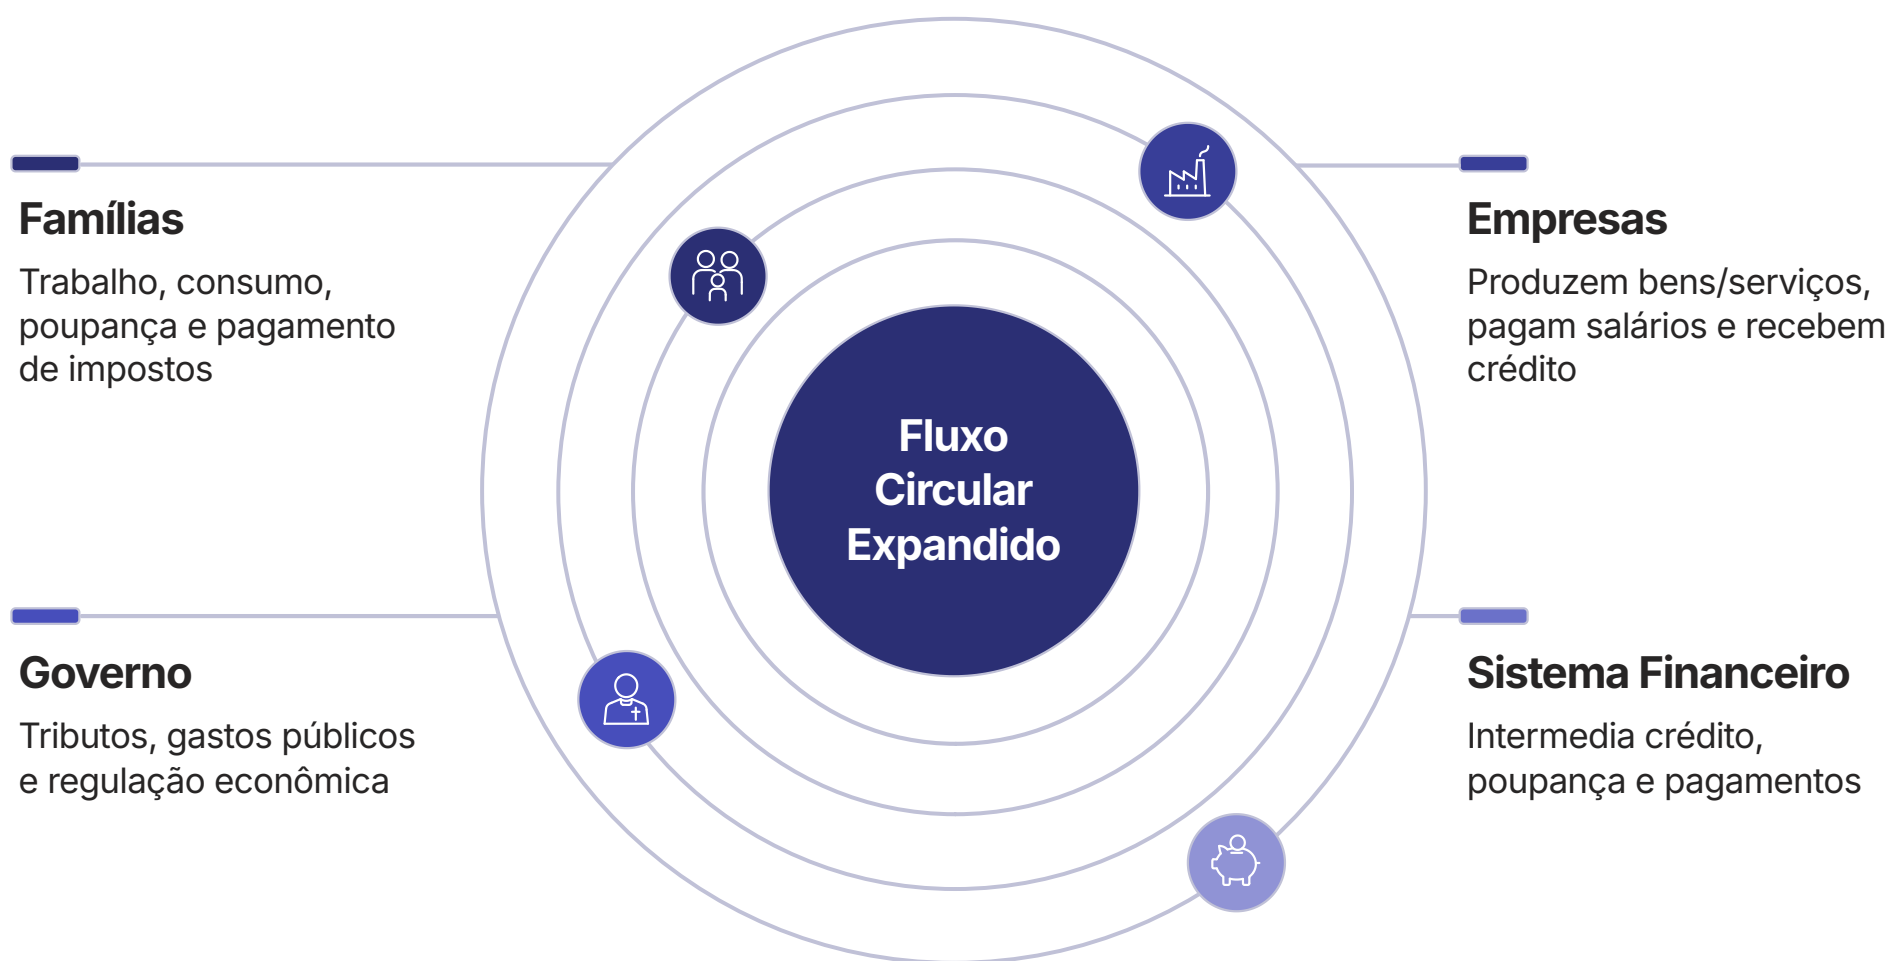 Famílias
Trabalho, consumo,
poupança e pagamento
de impostos
Empresas
Produzem bens/serviços,
pagam salários e recebem
crédito
Fluxo
Circular
Expandido
Governo
Tributos, gastos públicos
e regulação econômica
Sistema Financeiro
Intermedia crédito,
poupança e pagamentos